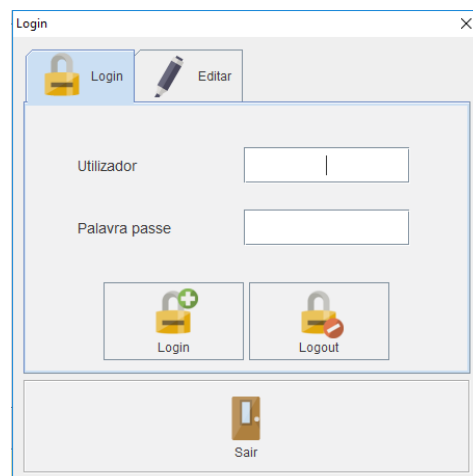 Login
Login
Editar
Utilizador
Palavra passe
Login
Logout
Sair